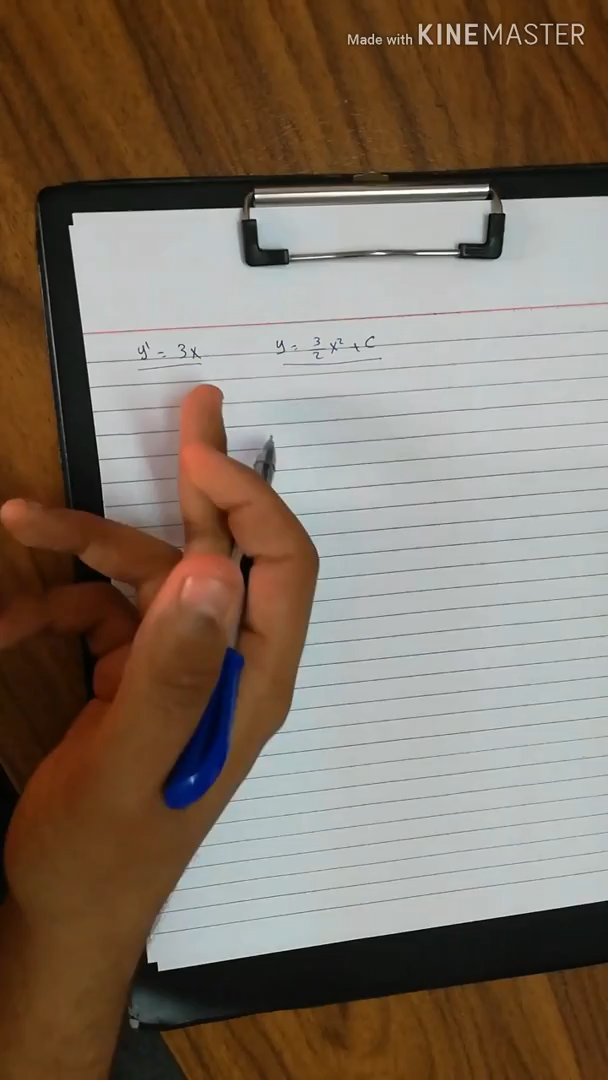 Made with KINEMASTER
y' = 3x y = 3/2 x² + C